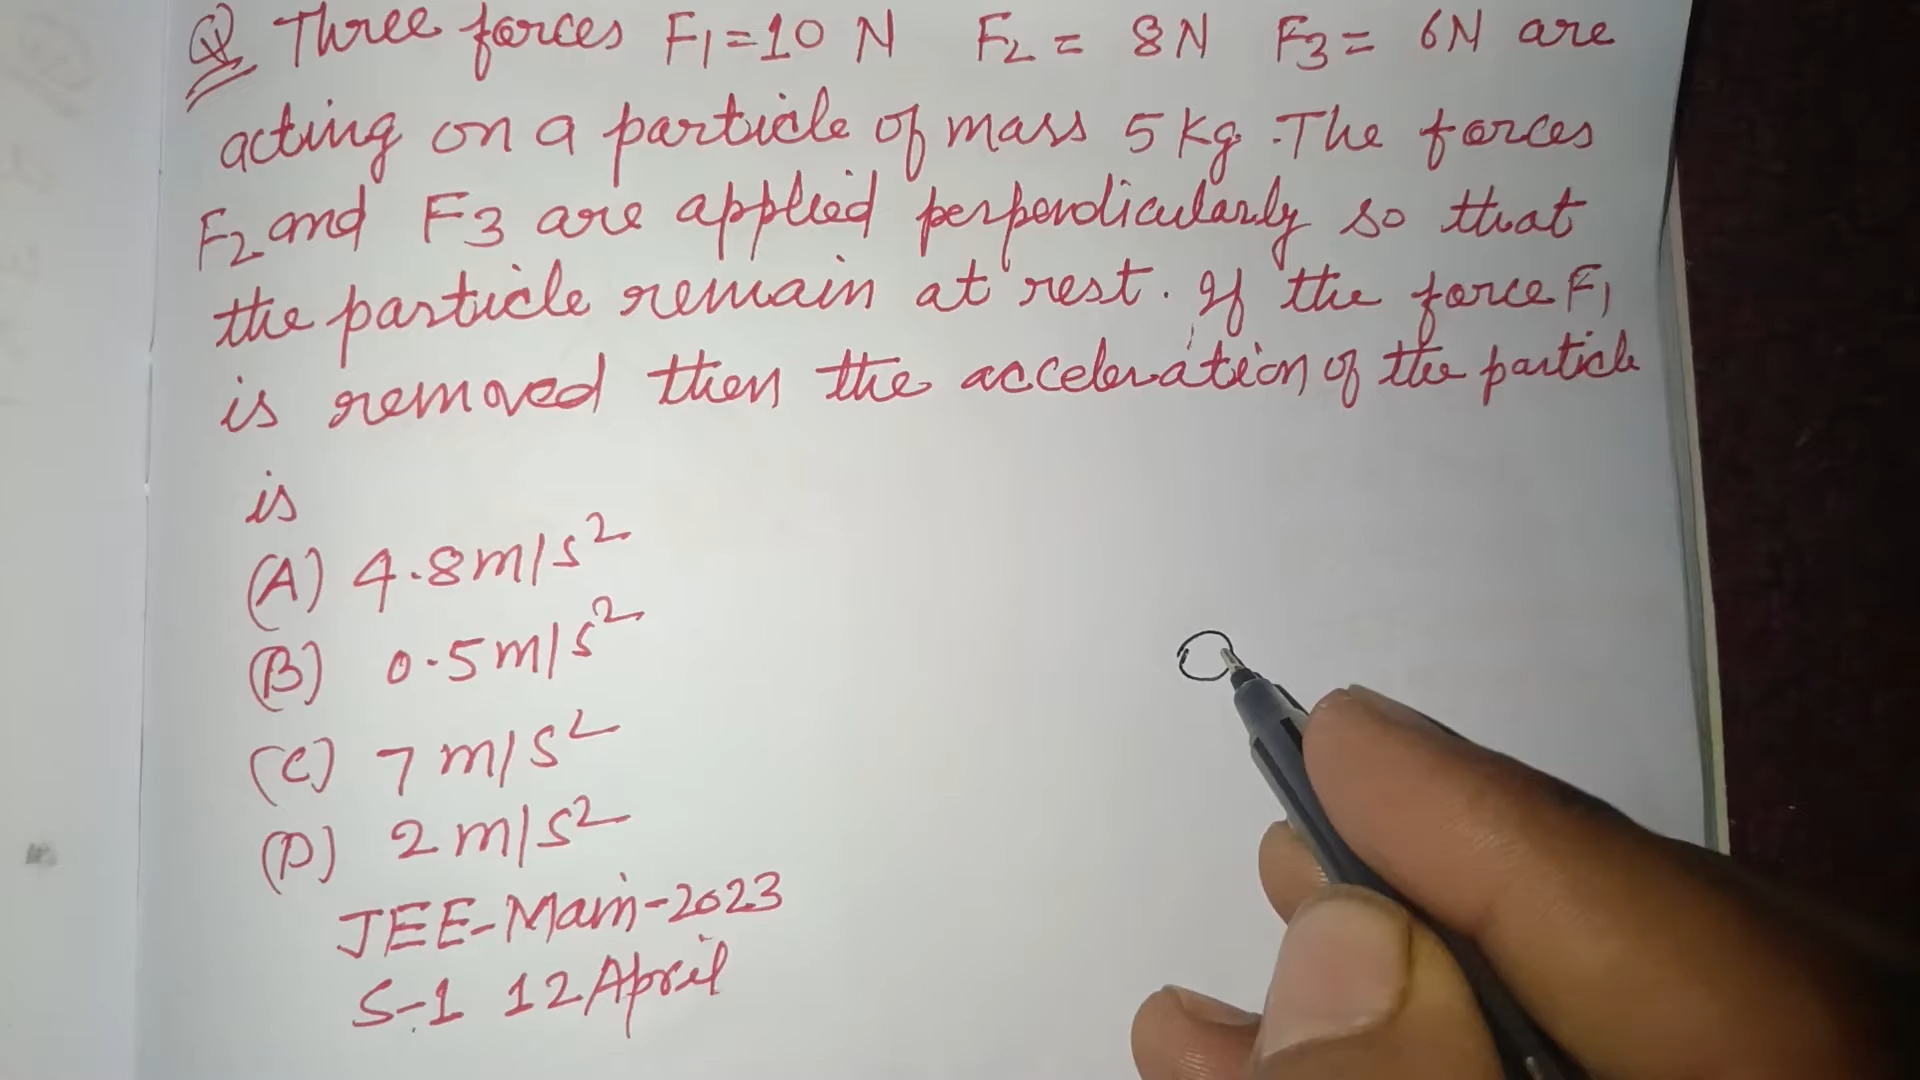 Q Three forces F1=10 N F2 = 8N F3= 6N are
acting on a particle of mass 5 kg. The forces
F2 and F3 are applied perpendicularly so that
the particle remain at rest. If the force F1
is removed then the acceleration of the particle
is
(A) 4.8m/s²
(B) 0.5m/s²
(C) 7 m/s²
(D) 2 m/s²
JEE-Main-2023
S-1 12 April